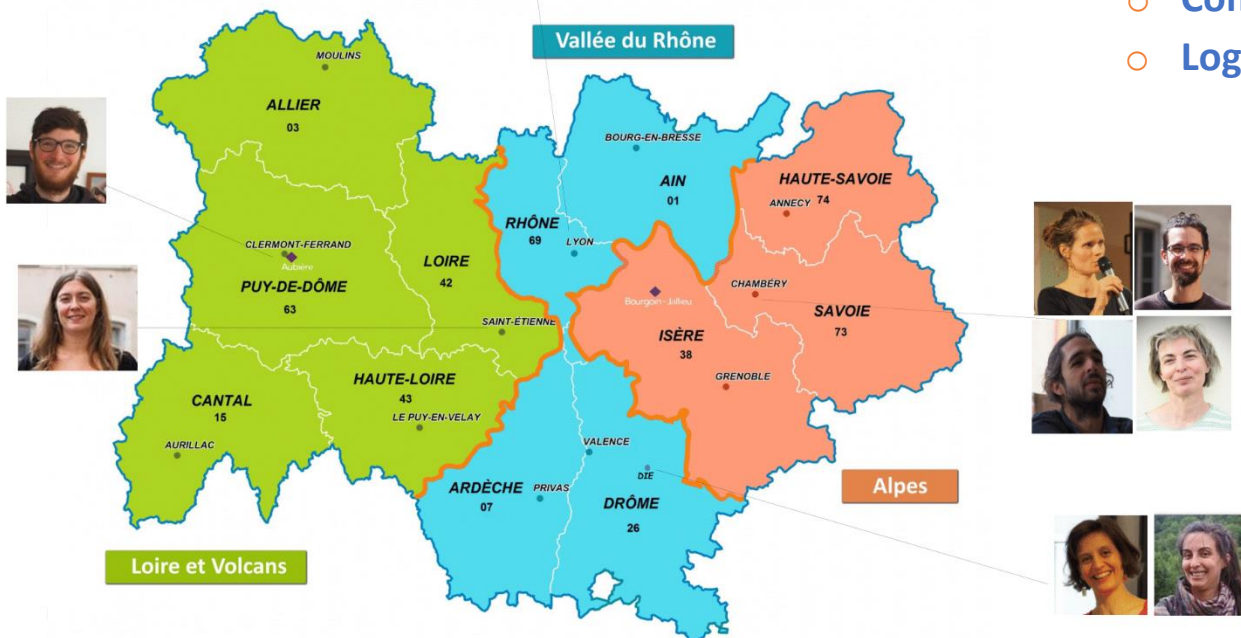 Vallée du Rhône
Log
MOULINS
ALLIER
03
BOURG-EN-BRESSE
AIN
01
HAUTE-SAVOIE
74
ANNECY
RHÔNE
69
LYON
CLERMONT-FERRAND
Aubière
PUY-DE-DÔME
63
LOIRE
42
SAINT-ÉTIENNE
Bourgoin-Jallieu
CHAMBÉRY
SAVOIE
73
ISÈRE
38
GRENOBLE
HAUTE-LOIRE
43
LE PUY-EN-VELAY
CANTAL
15
AURILLAC
VALENCE
DIE
ARDÈCHE
07
PRIVAS
DRÔME
26
Alpes
Loire et Volcans